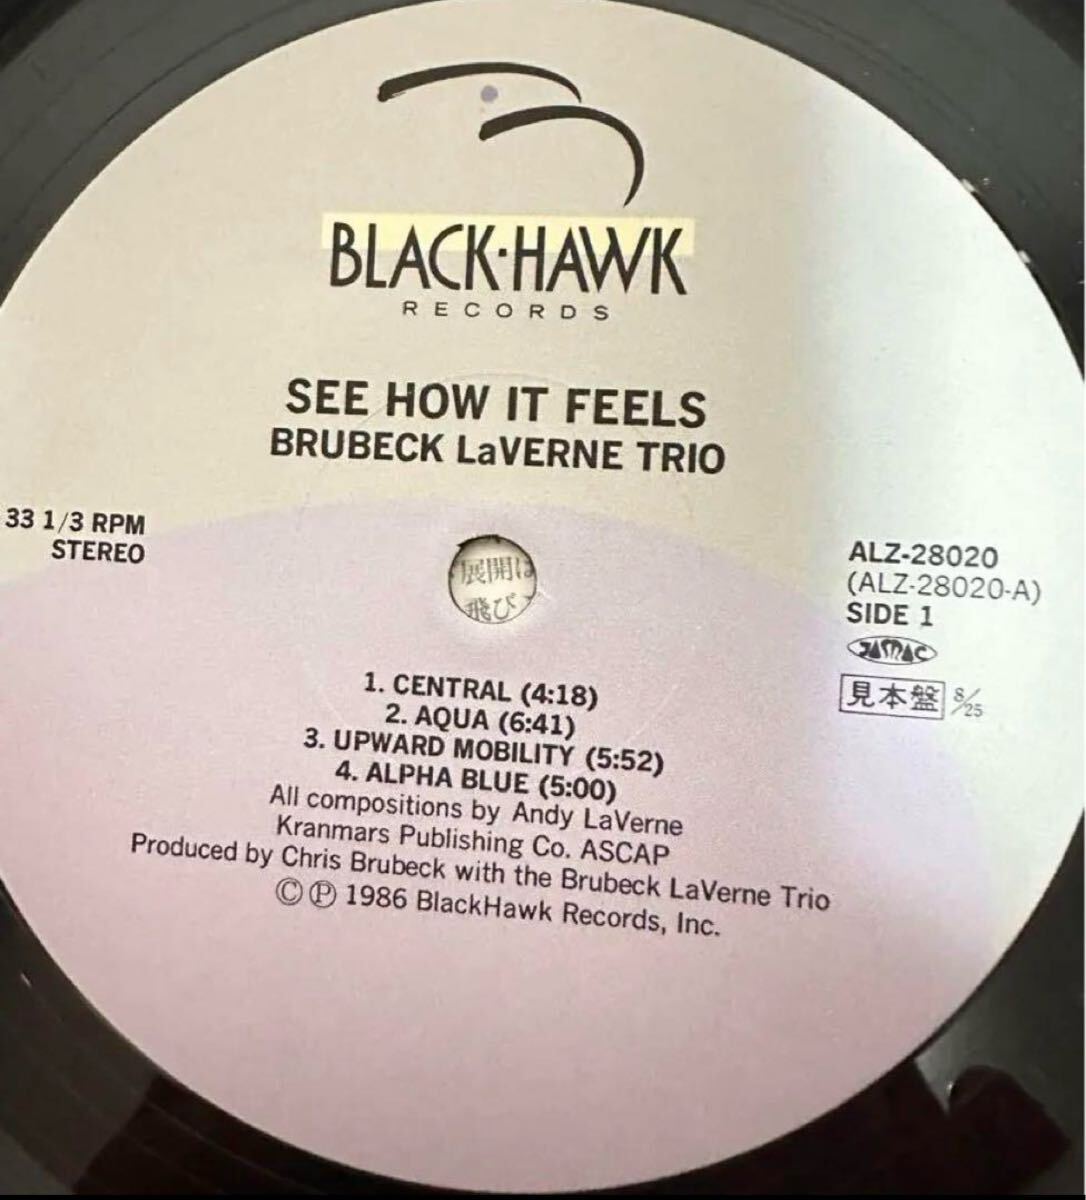 BLACK·HAWK
RECORDS
SEE HOW IT FEELS
BRUBECK LaVERNE TRIO
33 1/3 RPM
STEREO
ALZ-28020
(ALZ-28020-A)
SIDE 1
JASRAC
見本盤 8/25
展開は
飛び
1. CENTRAL (4:18)
2. AQUA (6:41)
3. UPWARD MOBILITY (5:52)
4. ALPHA BLUE (5:00)
All compositions by Andy LaVerne
Kranmars Publishing Co. ASCAP
Produced by Chris Brubeck with the Brubeck LaVerne Trio
©℗ 1986 BlackHawk Records, Inc.